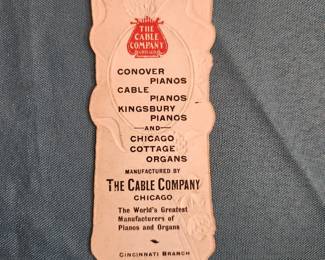 THE
CABLE
COMPANY
CHICAGO
CONOVER
PIANOS
CABLE
PIANOS
KINGSBURY
PIANOS
AND
CHICAGO
COTTAGE
ORGANS
MANUFACTURED BY
THE CABLE COMPANY
CHICAGO
The World's Greatest
Manufacturers of
Pianos and Organs
CINCINNATI BRANCH